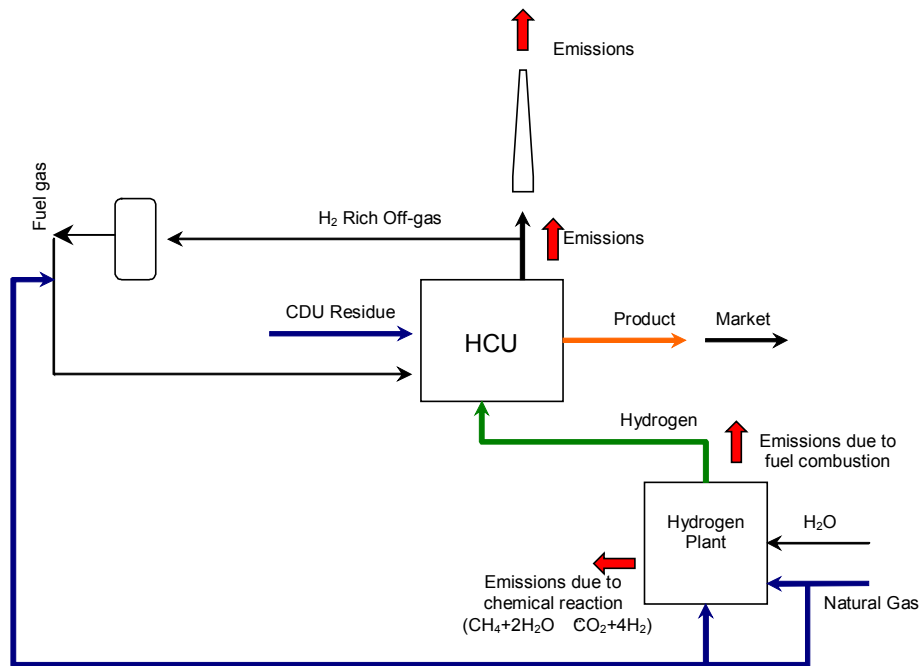 Emissions
Fuel gas
H₂ Rich Off-gas
Emissions
CDU Residue
Product
Market
HCU
Hydrogen
Emissions due to
fuel combustion
Hydrogen
Plant
H₂O
Emissions due to
chemical reaction
(CH₄+2H₂O CO₂+4H₂)
Natural Gas